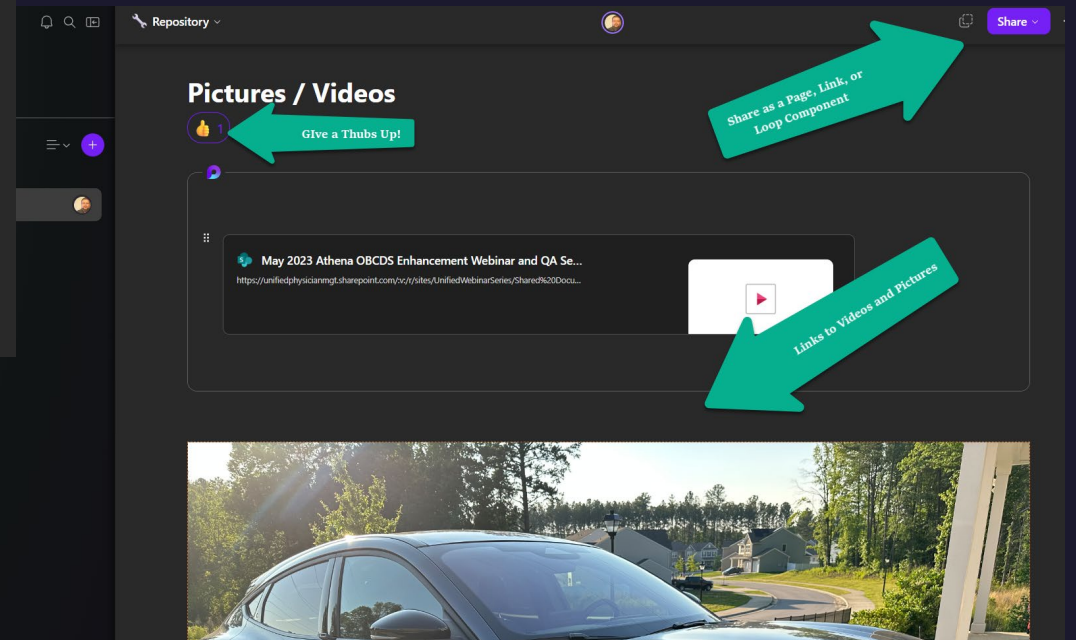 Repository
Share
Share as a Page, Link, or
Loop Component
Pictures / Videos
1
GIve a Thubs Up!
May 2023 Athena OBCDS Enhancement Webinar and QA Se...
https://unifiedphysicianmgt.sharepoint.com/:v:/r/sites/UnifiedWebinarSeries/Shared%20Docu...
Links to Videos and Pictures